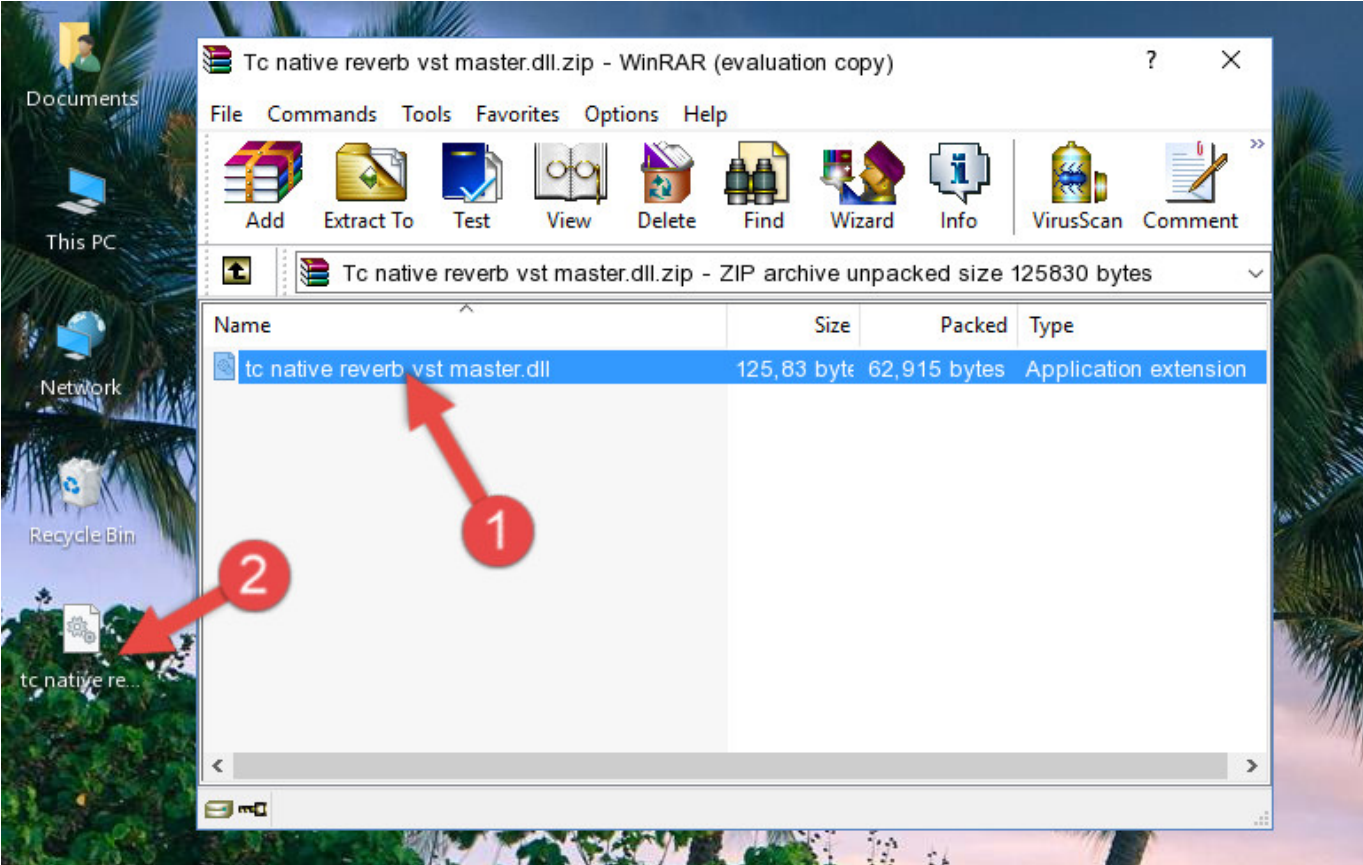 Documents
This PC
Network
Recycle Bin
tc native re...
Tc native reverb vst master.dll.zip - WinRAR (evaluation copy)
?
File Commands Tools Favorites Options Help
Add Extract To Test View Delete Find Wizard Info VirusScan Comment
Tc native reverb vst master.dll.zip - ZIP archive unpacked size 125830 bytes
Name Size Packed Type
tc native reverb vst master.dll 125,83 byte 62,915 bytes Application extension
1
2